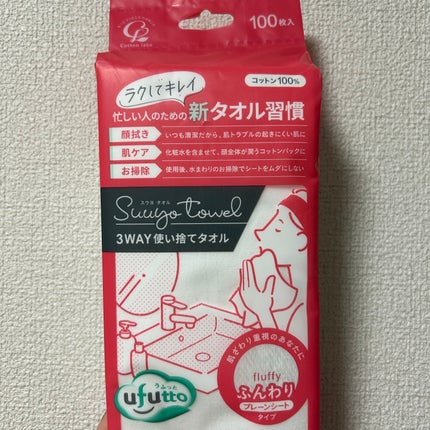 Cotton labo
100枚入
コットン100%
ラクしてキレイ
忙しい人のための新タオル習慣
顔拭き いつも清潔だから、肌トラブルの起きにくい肌に
肌ケア 化粧水を含ませて、顔全体が潤うコットンパックに
お掃除 使用後、水まわりのお掃除でシートをムダにしない
スウヨ タオル
Suuyo towel
3WAY使い捨てタオル
肌ざわり重視のあなたに
fluffy
ふんわり
プレーンシート
タイプ
うふっと
ufutto